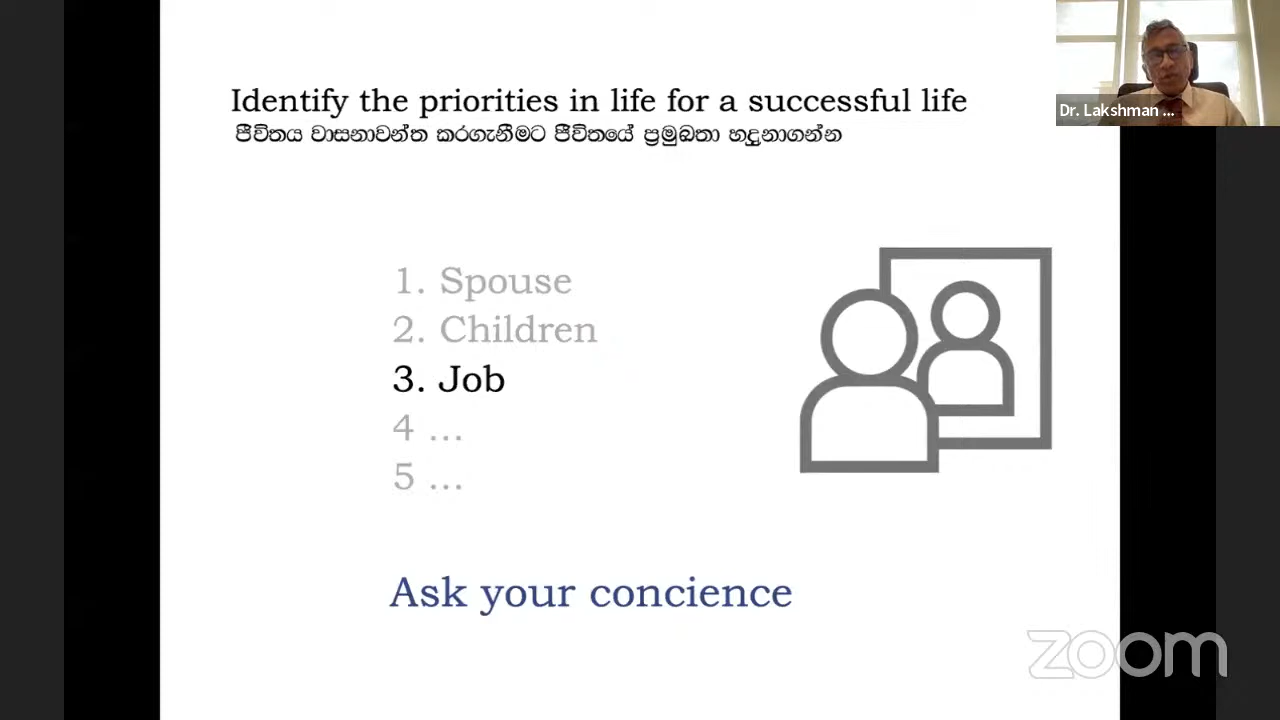 Identify the priorities in life for a successful life
ජීවිතය වාසනාවන්ත කරගැනීමට ජීවිතයේ ප්‍රමුඛතා හදුනාගන්න
1. Spouse
2. Children
3. Job
4 ...
5 ...
Ask your concience
Dr. Lakshman ...
zoom